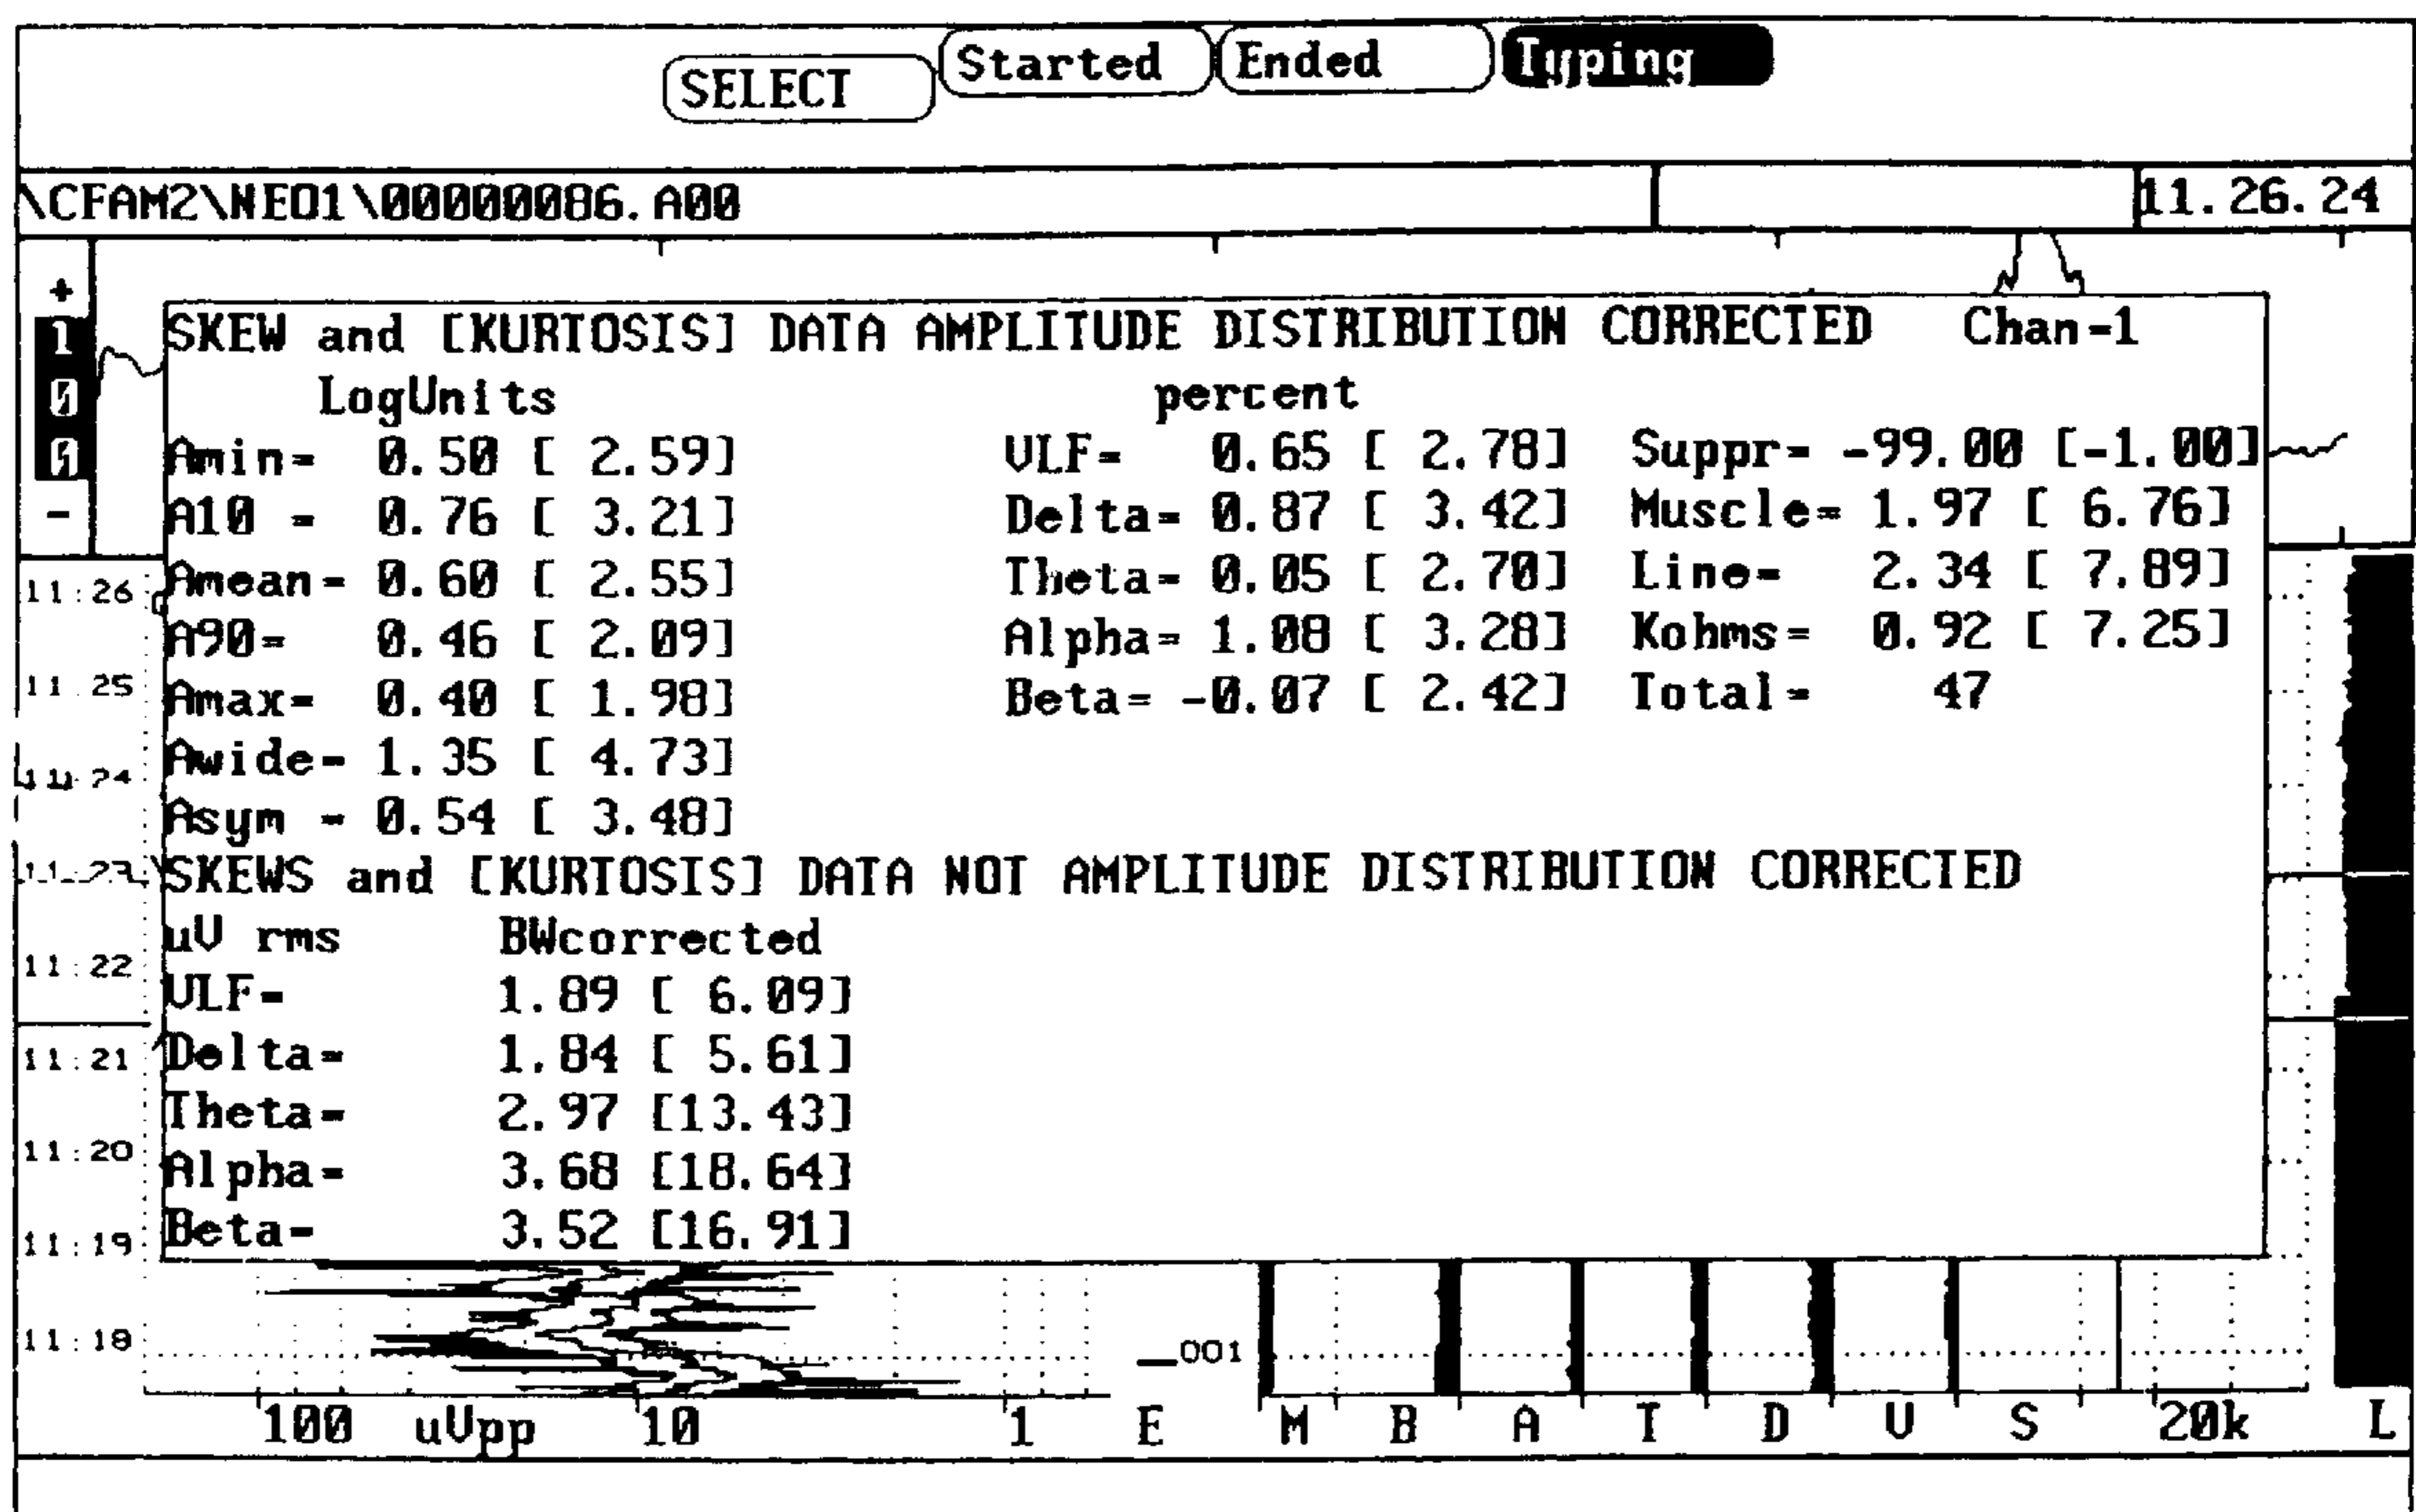 SELECT Started Ended Typing
\CFAM2\NEO1\00000086.A00 11.26.24
+
1
0
0
-
SKEW and [KURTOSIS] DATA AMPLITUDE DISTRIBUTION CORRECTED Chan-1
LogUnits percent
Amin= 0.50 [ 2.59] VLF= 0.65 [ 2.78] Suppr= -99.00 [-1.00]
A10 = 0.76 [ 3.21] Delta= 0.87 [ 3.42] Muscle= 1.97 [ 6.76]
Amean= 0.60 [ 2.55] Theta= 0.05 [ 2.70] Line= 2.34 [ 7.89]
A90= 0.46 [ 2.09] Alpha= 1.08 [ 3.28] Kohms= 0.92 [ 7.25]
Amax= 0.40 [ 1.98] Beta= -0.07 [ 2.42] Total= 47
Awide= 1.35 [ 4.73]
Asym = 0.54 [ 3.48]
SKEWS and [KURTOSIS] DATA NOT AMPLITUDE DISTRIBUTION CORRECTED
uV rms BWcorrected
VLF= 1.89 [ 6.09]
Delta= 1.84 [ 5.61]
Theta= 2.97 [13.43]
Alpha= 3.68 [18.64]
Beta= 3.52 [16.91]
11:26
11:25
11:24
11:23
11:22
11:21
11:20
11:19
11:18
001
100 uVpp 10 1 E M B A T D V S 20k L